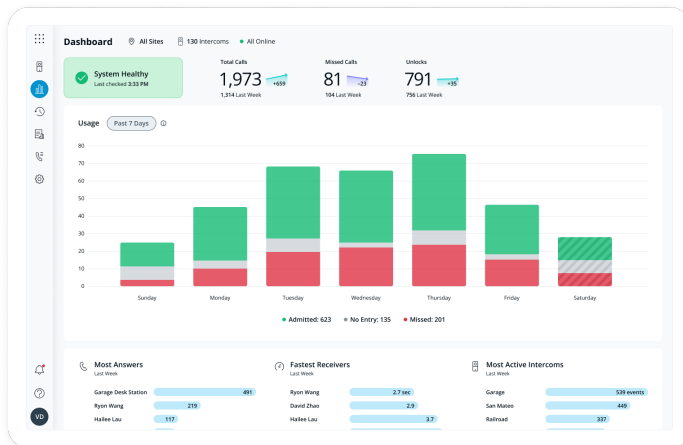 Dashboard All Sites 130 Intercoms All Online
System Healthy
Last checked 3:33 PM
Total Calls
1,973 +659
1,314 Last Week
Missed Calls
81 -23
104 Last Week
Unlocks
791 +35
756 Last Week
Usage Past 7 Days
80
70
60
50
40
30
20
10
0
Sunday Monday Tuesday Wednesday Thursday Friday Saturday
Admitted: 623 No Entry: 135 Missed: 201
Most Answers
Last Week
Garage Desk Station 491
Ryon Wang 219
Hailee Lau 117
Fastest Receivers
Last Week
Ryon Wang 2.7 sec
David Zhao 2.9
Hailee Lau 3.7
Most Active Intercoms
Last Week
Garage 539 events
San Mateo 449
Railroad 337
VD